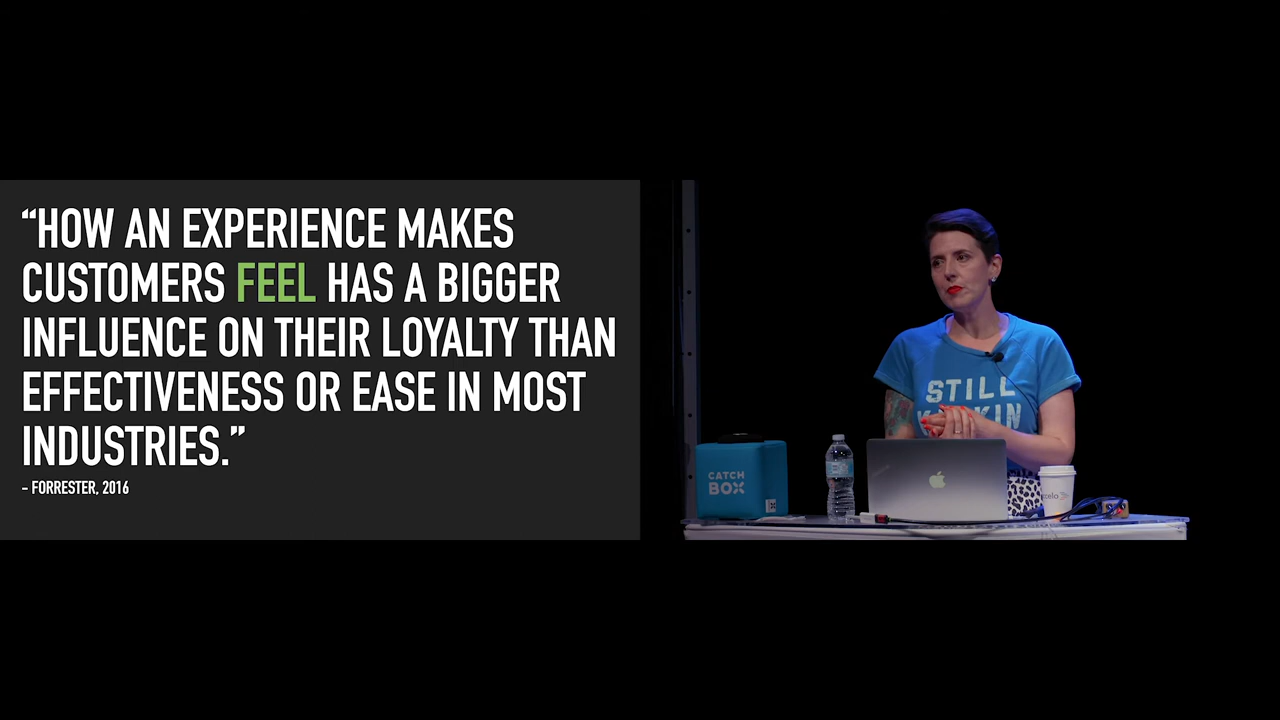 “HOW AN EXPERIENCE MAKES
CUSTOMERS FEEL HAS A BIGGER
INFLUENCE ON THEIR LOYALTY THAN
EFFECTIVENESS OR EASE IN MOST
INDUSTRIES.”
- FORRESTER, 2016
STILL
CATCH
BOX